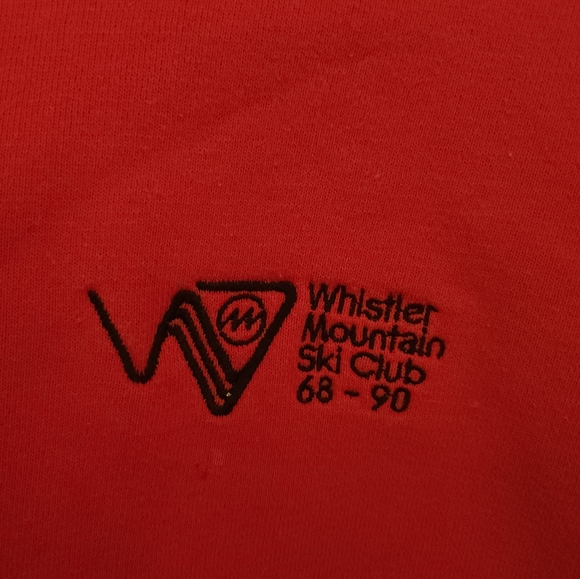 Whistler
Mountain
Ski Club
68 - 90